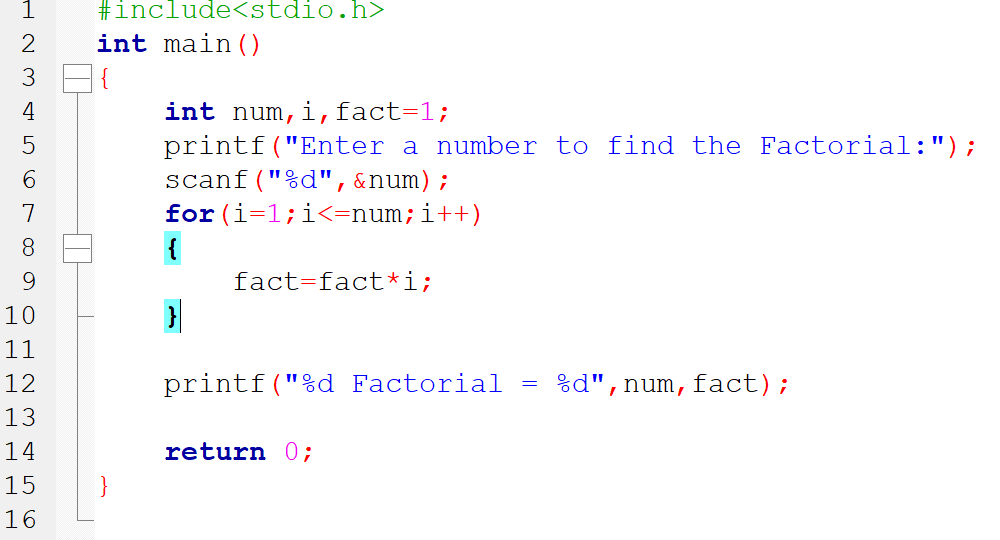 1 #include<stdio.h>
2 int main()
3 {
4 int num,i,fact=1;
5 printf("Enter a number to find the Factorial:");
6 scanf("%d",&num);
7 for(i=1;i<=num;i++)
8 {
9 fact=fact*i;
10 }
11
12 printf("%d Factorial = %d",num,fact);
13
14 return 0;
15 }
16